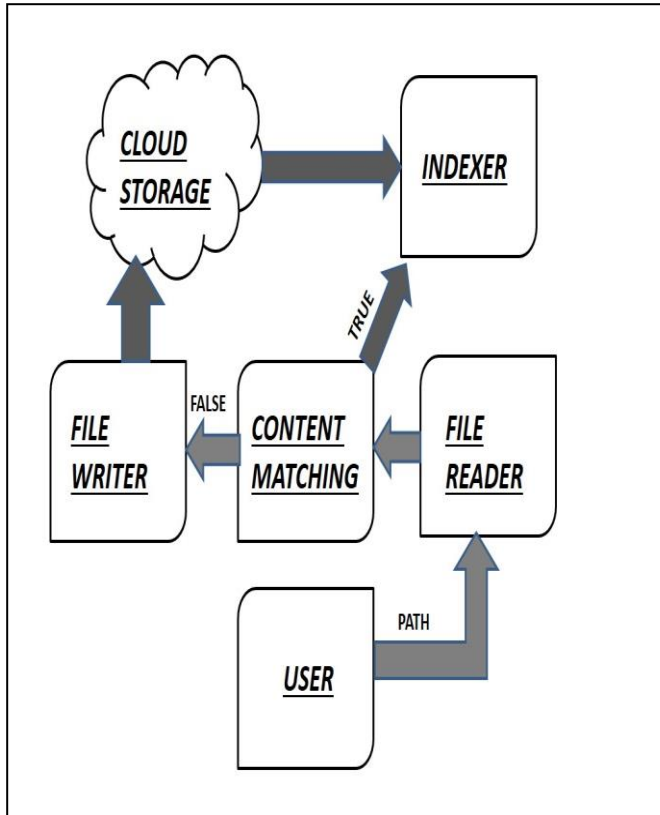 CLOUD
STORAGE
INDEXER
TRUE
FILE
WRITER
FALSE
CONTENT
MATCHING
FILE
READER
PATH
USER